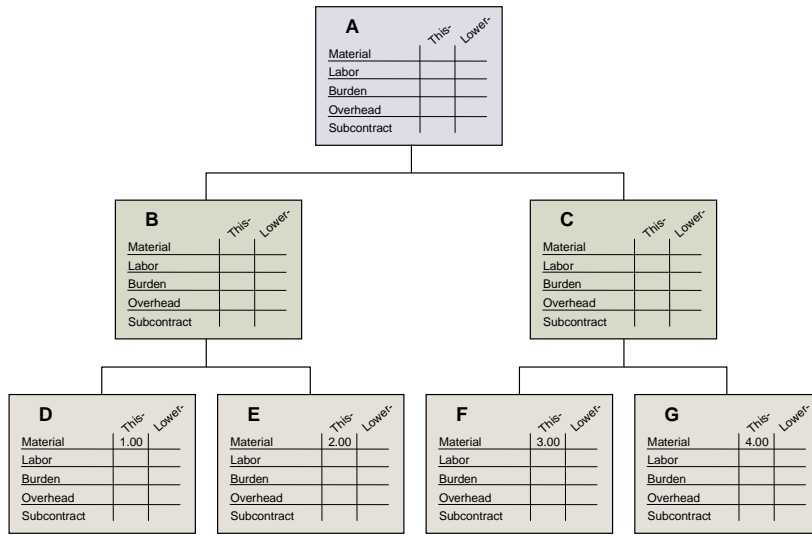 A
This- Lower-
Material
Labor
Burden
Overhead
Subcontract
B
This- Lower-
Material
Labor
Burden
Overhead
Subcontract
C
This- Lower-
Material
Labor
Burden
Overhead
Subcontract
D
This- Lower-
Material 1.00
Labor
Burden
Overhead
Subcontract
E
This- Lower-
Material 2.00
Labor
Burden
Overhead
Subcontract
F
This- Lower-
Material 3.00
Labor
Burden
Overhead
Subcontract
G
This- Lower-
Material 4.00
Labor
Burden
Overhead
Subcontract